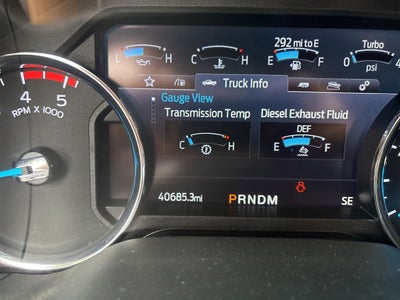 L H C H 292 mi to E E F Turbo 0 4
psi
Truck Info
Gauge View
Transmission Temp Diesel Exhaust Fluid
DEF
C H E F
4 5
RPM X 1000
40685.3mi PRNDM SE